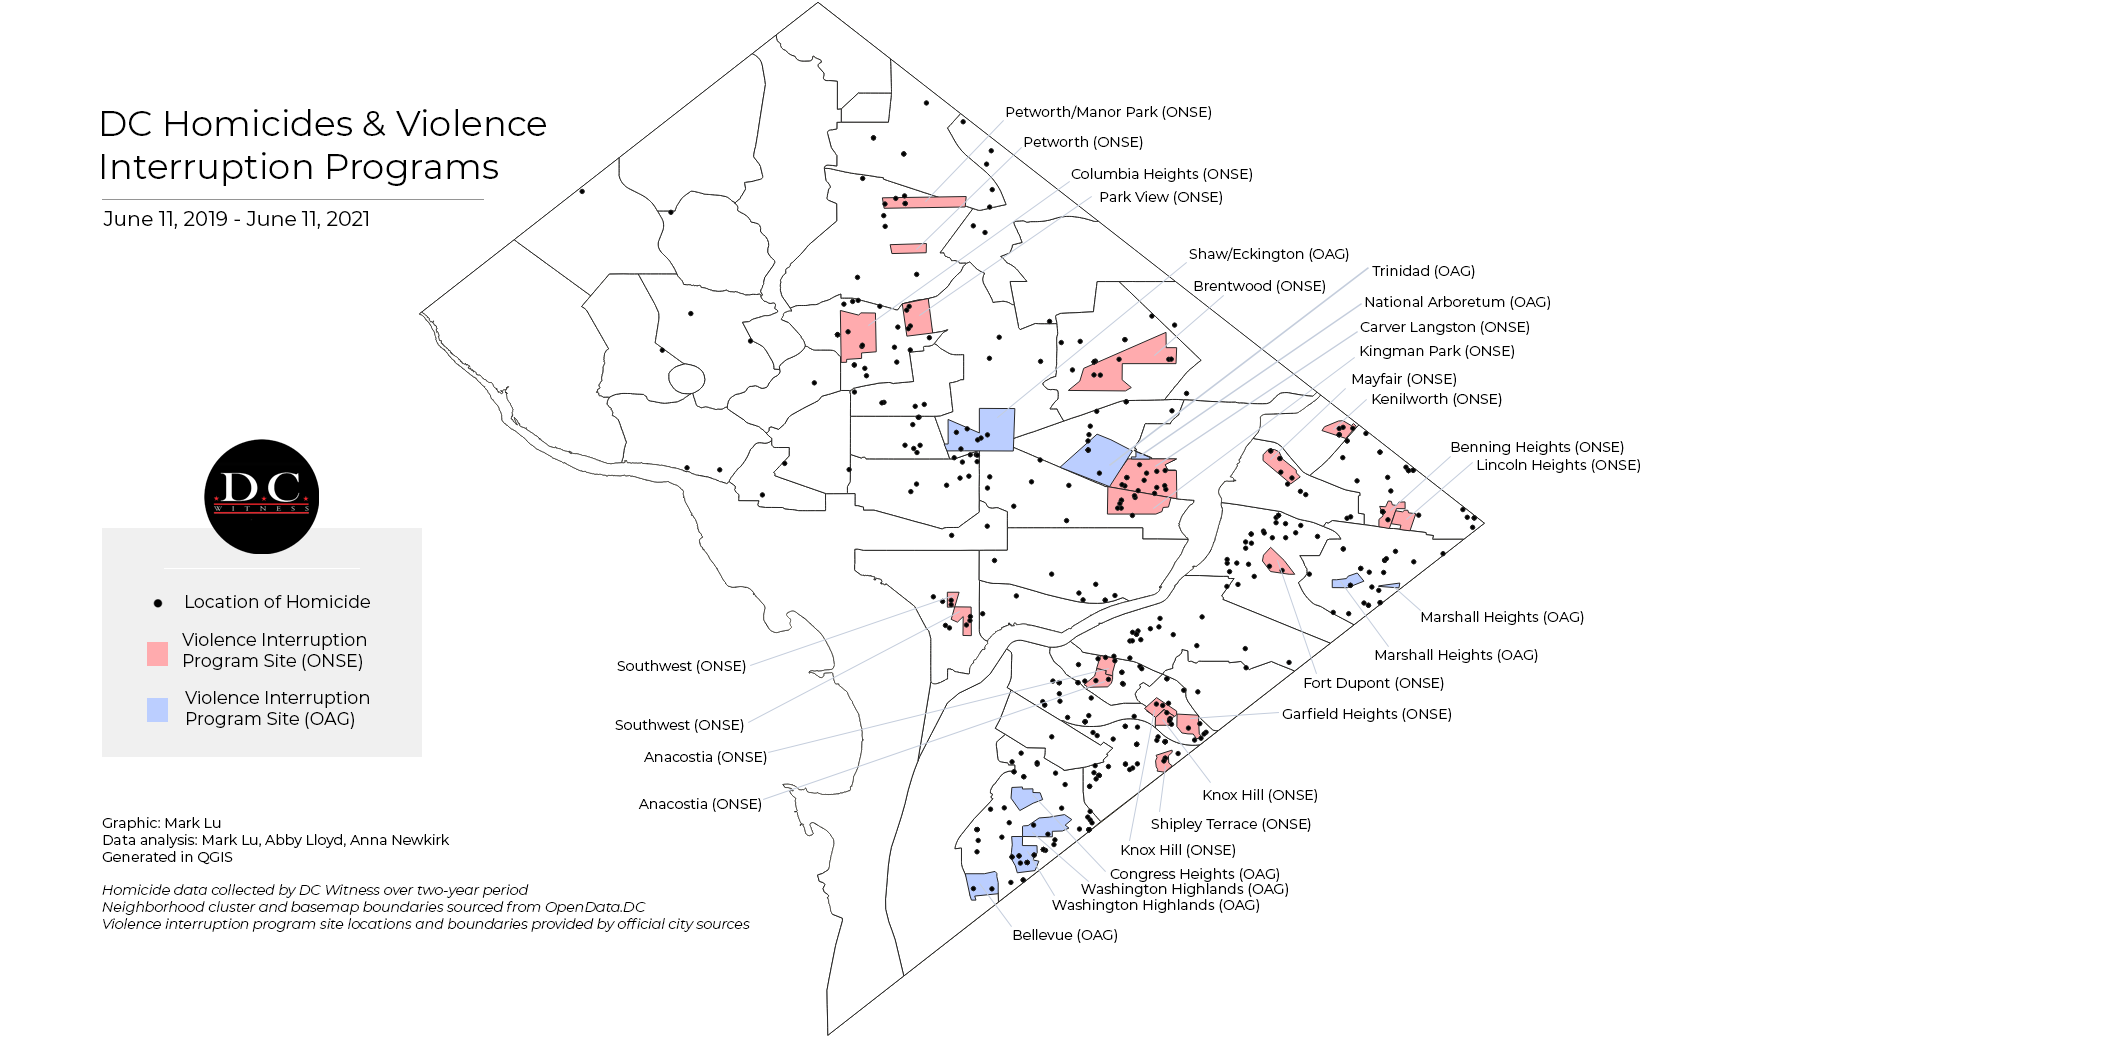 DC Homicides & Violence
Interruption Programs
June 11, 2019 - June 11, 2021
D.C.
WITNESS
Location of Homicide
Violence Interruption
Program Site (ONSE)
Violence Interruption
Program Site (OAG)
Graphic: Mark Lu
Data analysis: Mark Lu, Abby Lloyd, Anna Newkirk
Generated in QGIS
Homicide data collected by DC Witness over two-year period
Neighborhood cluster and basemap boundaries sourced from OpenData.DC
Violence interruption program site locations and boundaries provided by official city sources
Petworth/Manor Park (ONSE)
Petworth (ONSE)
Columbia Heights (ONSE)
Park View (ONSE)
Shaw/Eckington (OAG)
Trinidad (OAG)
Brentwood (ONSE)
National Arboretum (OAG)
Carver Langston (ONSE)
Kingman Park (ONSE)
Mayfair (ONSE)
Kenilworth (ONSE)
Benning Heights (ONSE)
Lincoln Heights (ONSE)
Marshall Heights (OAG)
Marshall Heights (OAG)
Fort Dupont (ONSE)
Garfield Heights (ONSE)
Southwest (ONSE)
Southwest (ONSE)
Anacostia (ONSE)
Anacostia (ONSE)
Knox Hill (ONSE)
Shipley Terrace (ONSE)
Knox Hill (ONSE)
Congress Heights (OAG)
Washington Highlands (OAG)
Washington Highlands (OAG)
Bellevue (OAG)